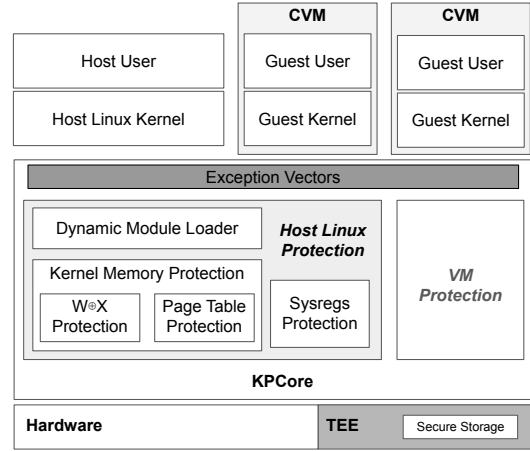 CVM
CVM
Host User
Guest User
Guest User
Host Linux Kernel
Guest Kernel
Guest Kernel
Exception Vectors
Dynamic Module Loader
Host Linux
Protection
Kernel Memory Protection
W⊕X
Protection
Page Table
Protection
Sysregs
Protection
VM
Protection
KPCore
Hardware
TEE
Secure Storage